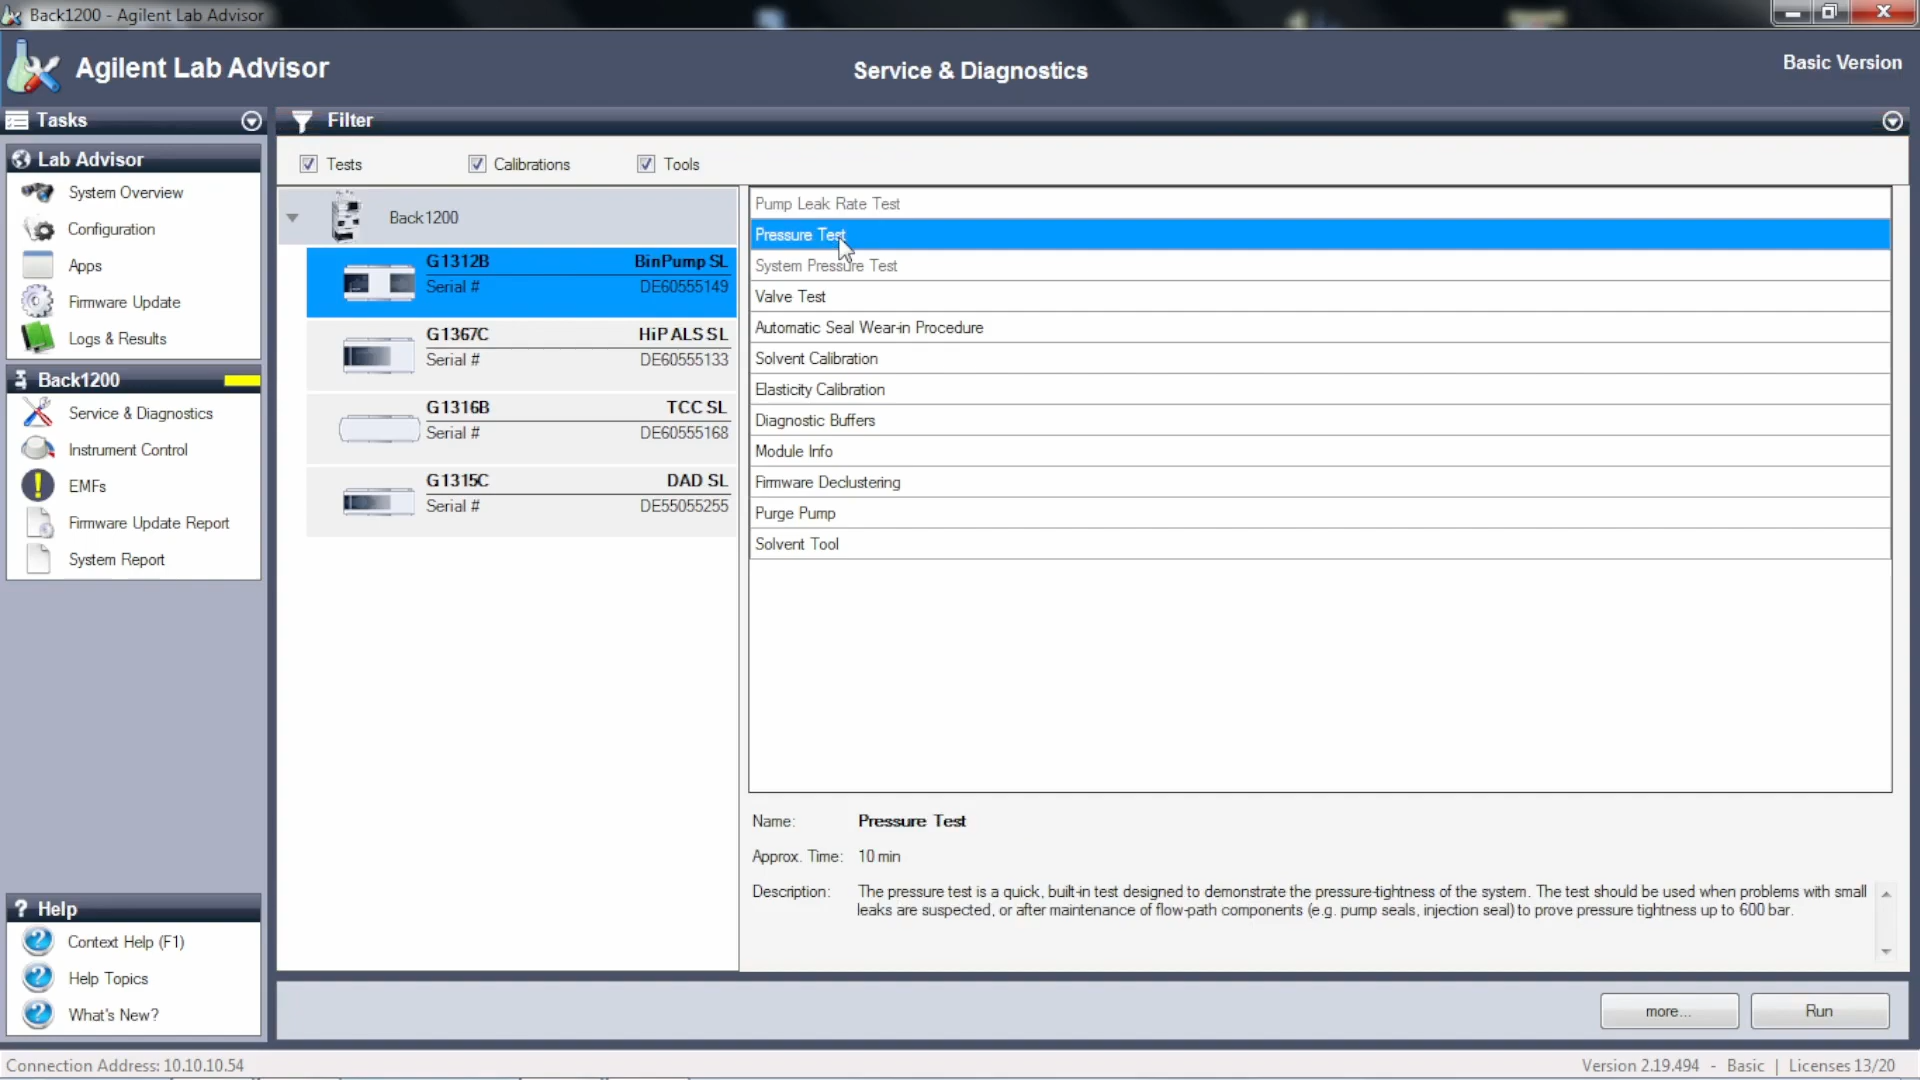 Back1200 - Agilent Lab Advisor
Agilent Lab Advisor
Service & Diagnostics
Basic Version
Tasks
Filter
Lab Advisor
System Overview
Configuration
Apps
Firmware Update
Logs & Results
Back1200
Service & Diagnostics
Instrument Control
EMFs
Firmware Update Report
System Report
Help
Context Help (F1)
Help Topics
What's New?
Tests
Calibrations
Tools
Back1200
G1312B BinPump SL
Serial # DE60555149
G1367C HiP ALS SL
Serial # DE60555133
G1316B TCC SL
Serial # DE60555168
G1315C DAD SL
Serial # DE55055255
Pump Leak Rate Test
Pressure Test
System Pressure Test
Valve Test
Automatic Seal Wear-in Procedure
Solvent Calibration
Elasticity Calibration
Diagnostic Buffers
Module Info
Firmware Declustering
Purge Pump
Solvent Tool
Name: Pressure Test
Approx. Time: 10 min
Description: The pressure test is a quick, built-in test designed to demonstrate the pressure-tightness of the system. The test should be used when problems with small
leaks are suspected, or after maintenance of flow-path components (e.g. pump seals, injection seal) to prove pressure tightness up to 600 bar.
more...
Run
Connection Address: 10.10.10.54
Version 2.19.494 - Basic | Licenses 13/20